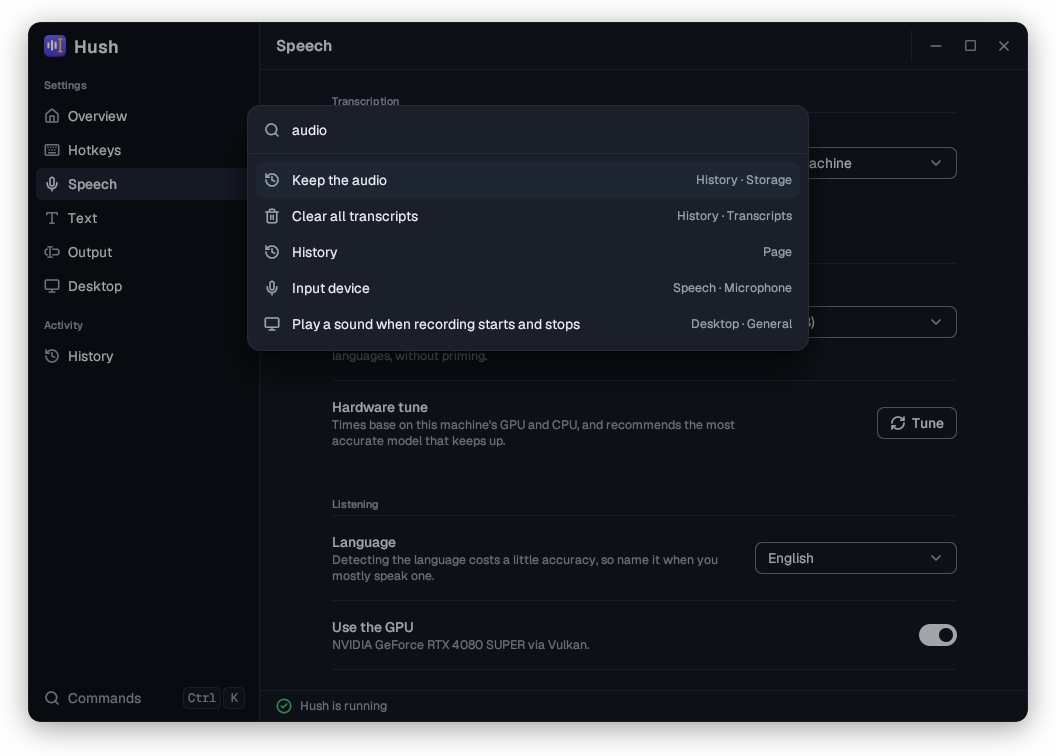 Hush
Speech
Settings
Overview
Hotkeys
Speech
Text
Output
Desktop
Activity
History
Commands
Ctrl K
Transcription
audio
Keep the audio
History · Storage
Clear all transcripts
History · Transcripts
History
Page
Input device
Speech · Microphone
Play a sound when recording starts and stops
Desktop · General
languages, without priming.
Hardware tune
Times base on this machine's GPU and CPU, and recommends the most
accurate model that keeps up.
Tune
Listening
Language
Detecting the language costs a little accuracy, so name it when you
mostly speak one.
English
Use the GPU
NVIDIA GeForce RTX 4080 SUPER via Vulkan.
Hush is running